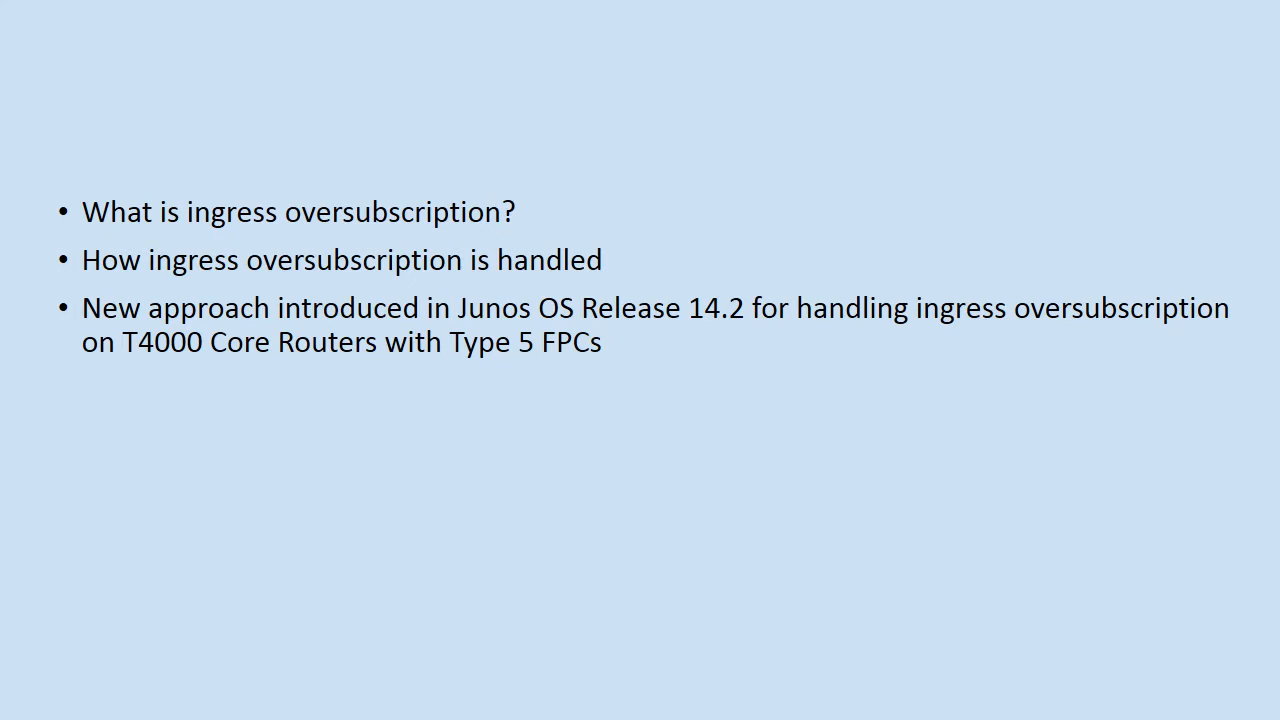 • What is ingress oversubscription?
• How ingress oversubscription is handled
• New approach introduced in Junos OS Release 14.2 for handling ingress oversubscription
on T4000 Core Routers with Type 5 FPCs